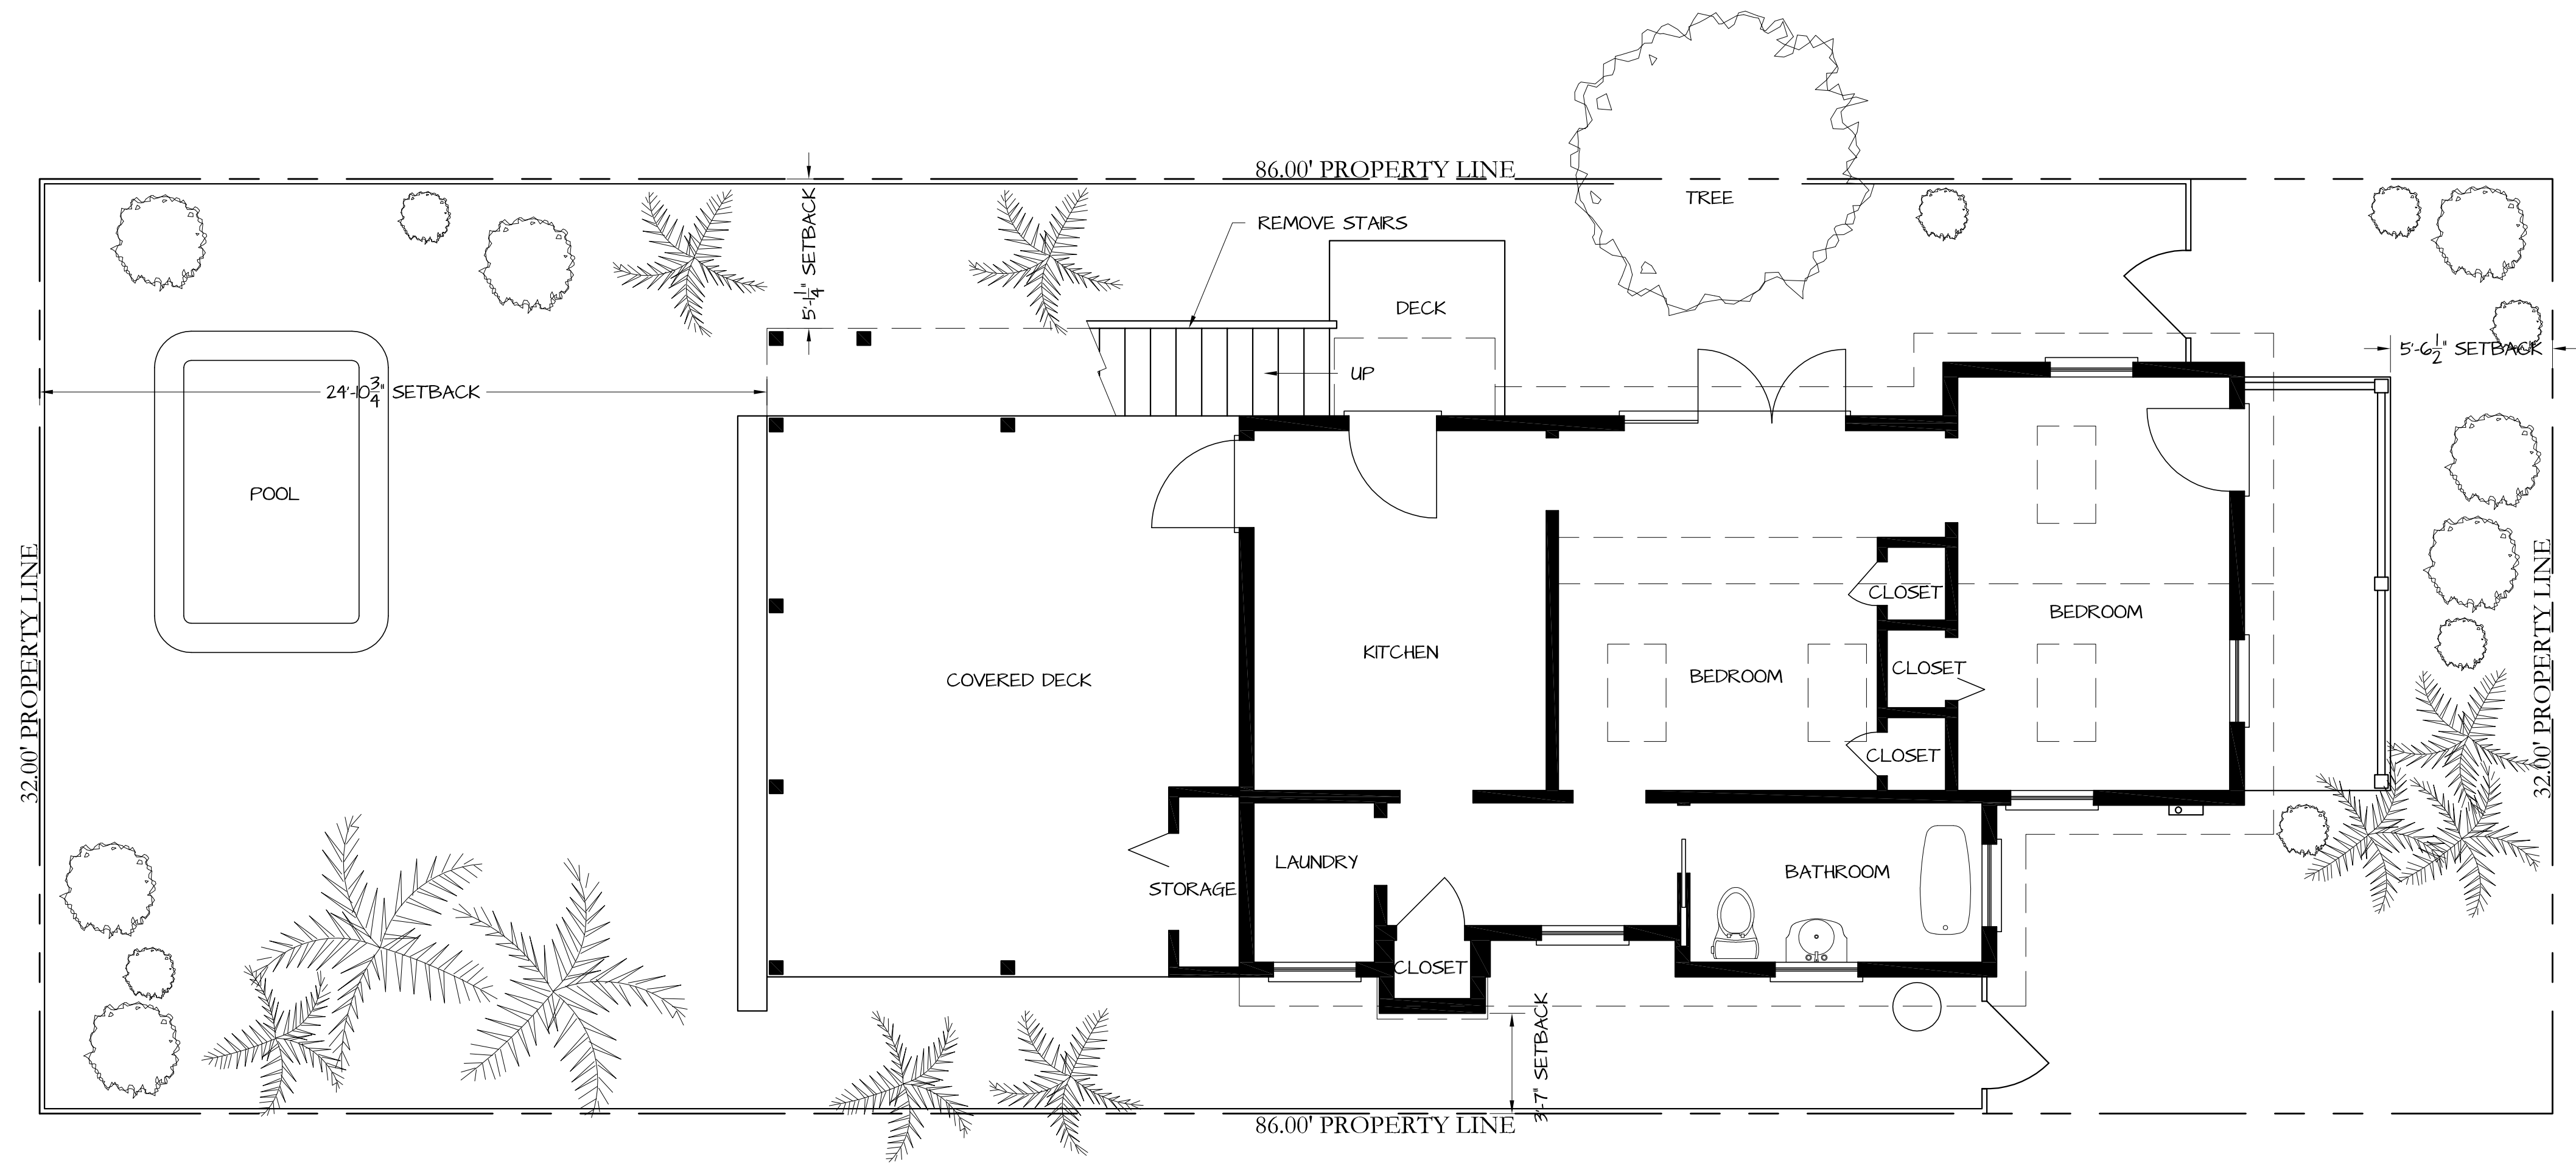 86.00' PROPERTY LINE
TREE
REMOVE STAIRS
5'-1 1/4" SETBACK
DECK
5'-6 1/2" SETBACK
UP
24'-10 3/4" SETBACK
POOL
CLOSET
BEDROOM
KITCHEN
CLOSET
BEDROOM
COVERED DECK
32.00' PROPERTY LINE
32.00' PROPERTY LINE
CLOSET
LAUNDRY
BATHROOM
STORAGE
CLOSET
3'-7" SETBACK
86.00' PROPERTY LINE